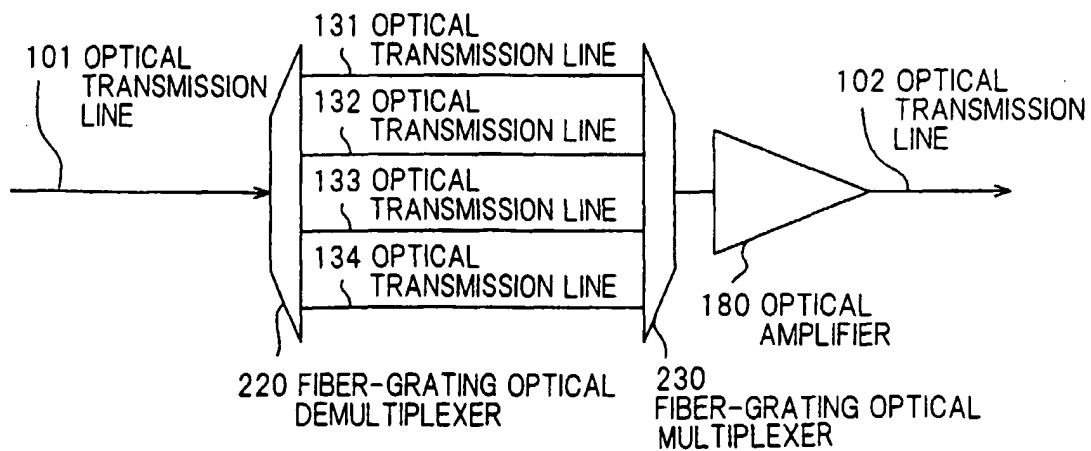 131 OPTICAL
TRANSMISSION LINE
101 OPTICAL
TRANSMISSION
LINE
132 OPTICAL
TRANSMISSION LINE
102 OPTICAL
TRANSMISSION
LINE
133 OPTICAL
TRANSMISSION LINE
134 OPTICAL
TRANSMISSION LINE
180 OPTICAL
AMPLIFIER
220 FIBER-GRATING OPTICAL
DEMULTIPLEXER
230
FIBER-GRATING OPTICAL
MULTIPLEXER